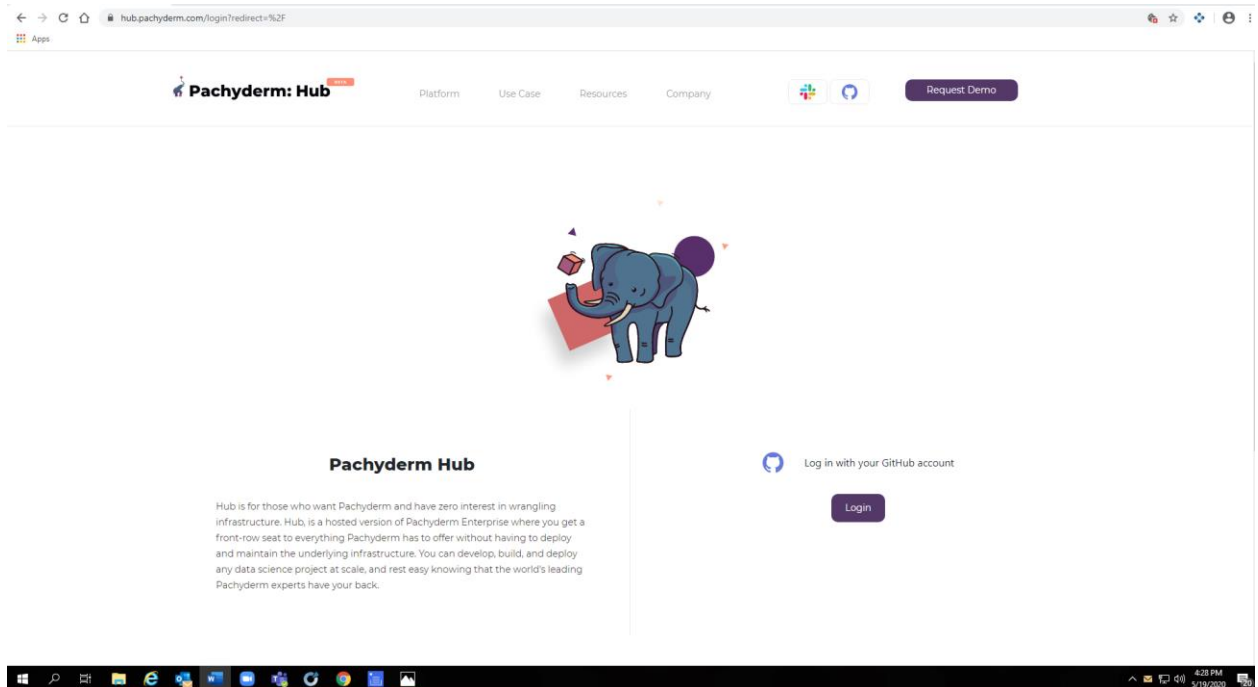 hub.pachyderm.com/login?redirect=%2F
Apps
Pachyderm: Hub
BETA
Platform Use Case Resources Company Request Demo
Pachyderm Hub
Log in with your GitHub account
Login
Hub is for those who want Pachyderm and have zero interest in wrangling
infrastructure. Hub, is a hosted version of Pachyderm Enterprise where you get a
front-row seat to everything Pachyderm has to offer without having to deploy
and maintain the underlying infrastructure. You can develop, build, and deploy
any data science project at scale, and rest easy knowing that the world's leading
Pachyderm experts have your back.
4:28 PM
5/19/2020
20